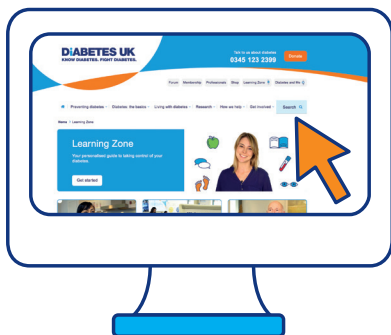 DiABETES UK
KNOW DIABETES. FIGHT DIABETES.
Talk to us about diabetes
0345 123 2399
Donate
Forum Membership Professionals Shop Learning Zone Diabetes and Me
Preventing diabetes Diabetes: the basics Living with diabetes Research How we help Get involved Search
Home > Learning Zone
Learning Zone
Your personalised guide to taking control of your
diabetes.
Get started